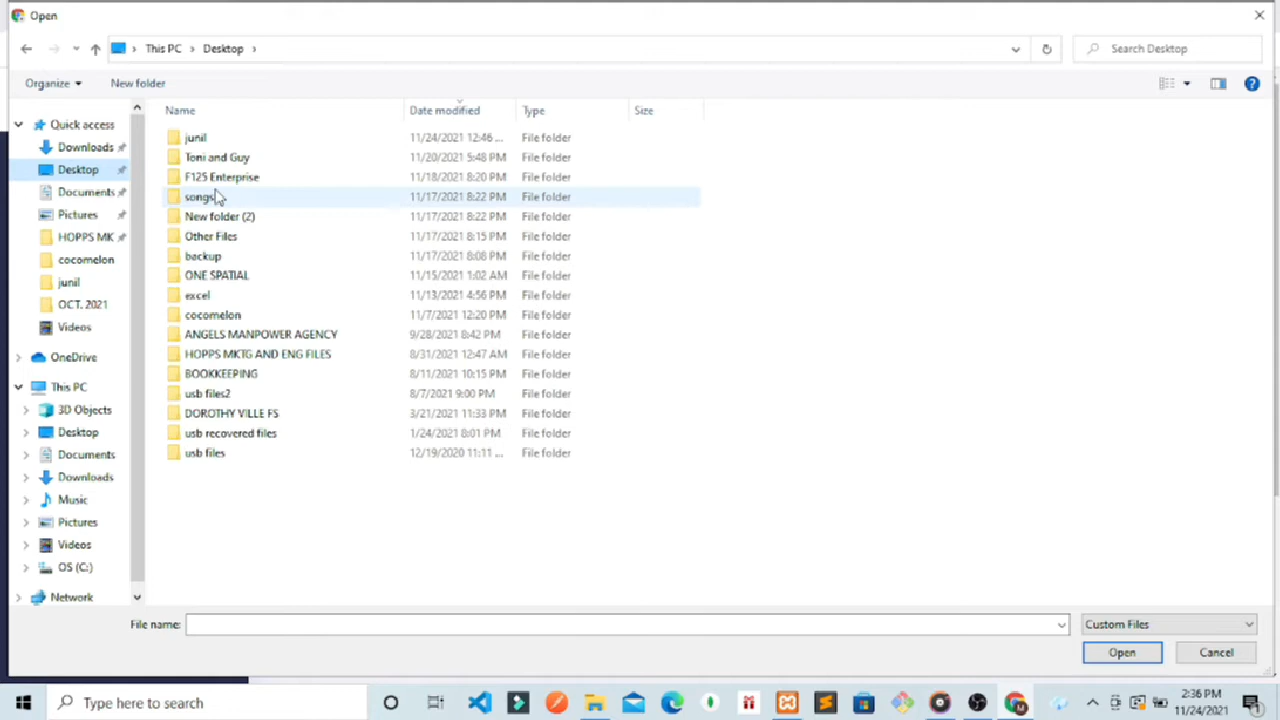 Open
This PC Desktop
Search Desktop
Organize New folder
Name Date modified Type Size
Quick access
Downloads
Desktop
Documents
Pictures
HOPPS MK
cocomelon
junil
OCT. 2021
Videos
OneDrive
This PC
3D Objects
Desktop
Documents
Downloads
Music
Pictures
Videos
OS (C:)
Network
junil 11/24/2021 12:46 ... File folder
Toni and Guy 11/20/2021 5:48 PM File folder
F125 Enterprise 11/18/2021 8:20 PM File folder
songs 11/17/2021 8:22 PM File folder
New folder (2) 11/17/2021 8:22 PM File folder
Other Files 11/17/2021 8:15 PM File folder
backup 11/17/2021 8:08 PM File folder
ONE SPATIAL 11/15/2021 1:02 AM File folder
excel 11/13/2021 4:56 PM File folder
cocomelon 11/7/2021 12:20 PM File folder
ANGELS MANPOWER AGENCY 9/28/2021 8:42 PM File folder
HOPPS MKTG AND ENG FILES 8/31/2021 12:47 AM File folder
BOOKKEEPING 8/11/2021 10:15 PM File folder
usb files2 8/7/2021 9:00 PM File folder
DOROTHY VILLE FS 3/21/2021 11:33 PM File folder
usb recovered files 1/24/2021 8:01 PM File folder
usb files 12/19/2020 11:11 ... File folder
File name: Custom Files
Open Cancel
Type here to search
2:36 PM
11/24/2021